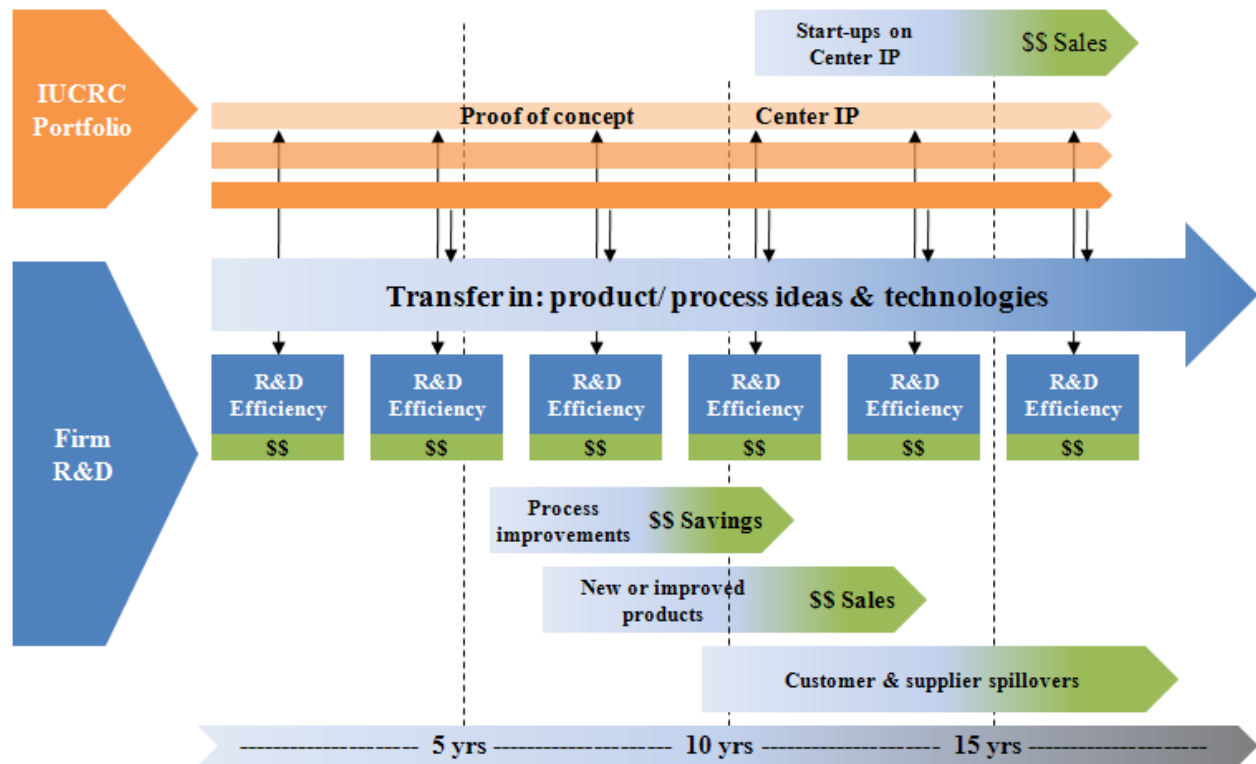 Start-ups on
Center IP
$$ Sales
IUCRC
Portfolio
Proof of concept
Center IP
Transfer in: product/ process ideas & technologies
R&D
Efficiency
$$
R&D
Efficiency
$$
R&D
Efficiency
$$
R&D
Efficiency
$$
R&D
Efficiency
$$
R&D
Efficiency
$$
Firm
R&D
Process
improvements
$$ Savings
New or improved
products
$$ Sales
Customer & supplier spillovers
5 yrs
10 yrs
15 yrs